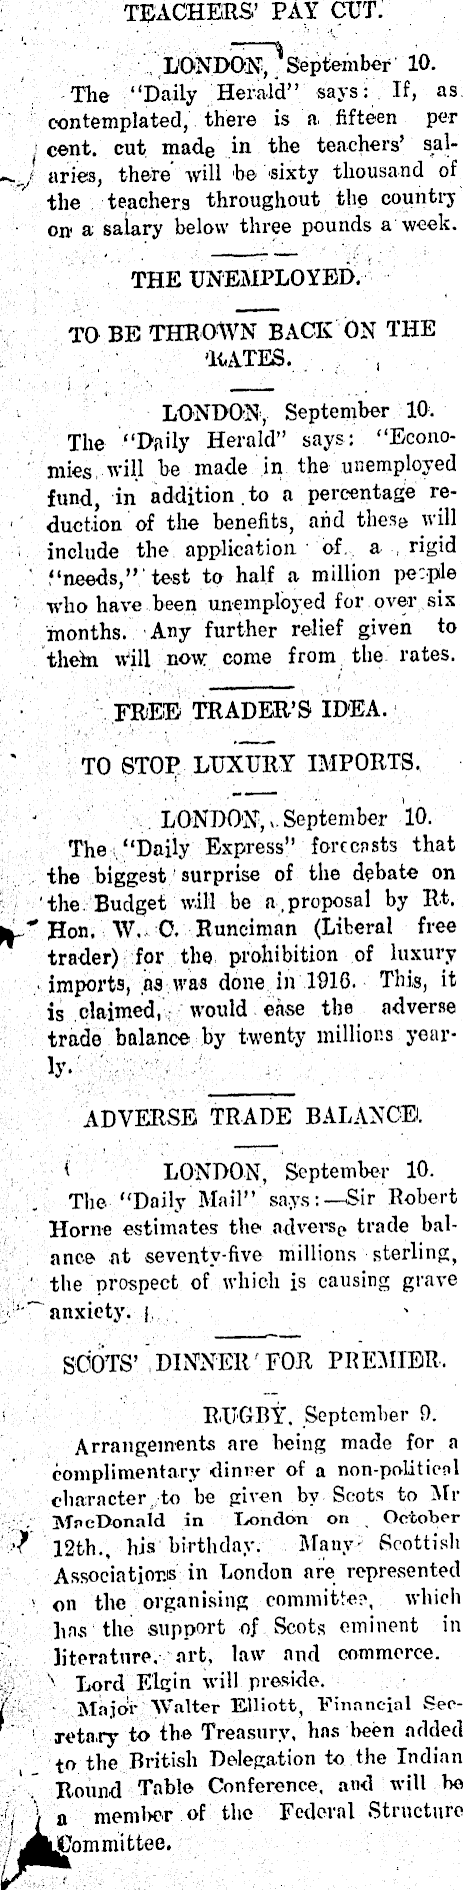 TEACHERS' PAY CUT.
LONDON, September 10.
The "Daily Herald" says: If, as
contemplated, there is a fifteen per
cent. cut made in the teachers' sal-
aries, there will be sixty thousand of
the teachers throughout the country
on a salary below three pounds a week.
THE UNEMPLOYED.
TO BE THROWN BACK ON THE
RATES.
LONDON, September 10.
The "Daily Herald" says: "Econo-
mies will be made in the unemployed
fund, in addition to a percentage re-
duction of the benefits, and these will
include the application of a rigid
"needs," test to half a million people
who have been unemployed for over six
months. Any further relief given to
them will now come from the rates.
FREE TRADER'S IDEA.
TO STOP LUXURY IMPORTS.
LONDON, September 10.
The "Daily Express" forecasts that
the biggest surprise of the debate on
the Budget will be a proposal by Rt.
Hon. W. C. Runciman (Liberal free
trader) for the prohibition of luxury
imports, as was done in 1916. This, it
is claimed, would ease the adverse
trade balance by twenty millions year-
ly.
ADVERSE TRADE BALANCE.
LONDON, September 10.
The "Daily Mail" says:—Sir Robert
Horne estimates the adverse trade bal-
ance at seventy-five millions sterling,
the prospect of which is causing grave
anxiety.
SCOTS' DINNER FOR PREMIER.
RUGBY, September 9.
Arrangements are being made for a
complimentary dinner of a non-political
character to be given by Scots to Mr
MacDonald in London on October
12th., his birthday. Many Scottish
Associations in London are represented
on the organising committee, which
has the support of Scots eminent in
literature, art, law and commerce.
Lord Elgin will preside.
Major Walter Elliott, Financial Sec-
retary to the Treasury, has been added
to the British Delegation to the Indian
Round Table Conference, and will be
a member of the Federal Structure
Committee.